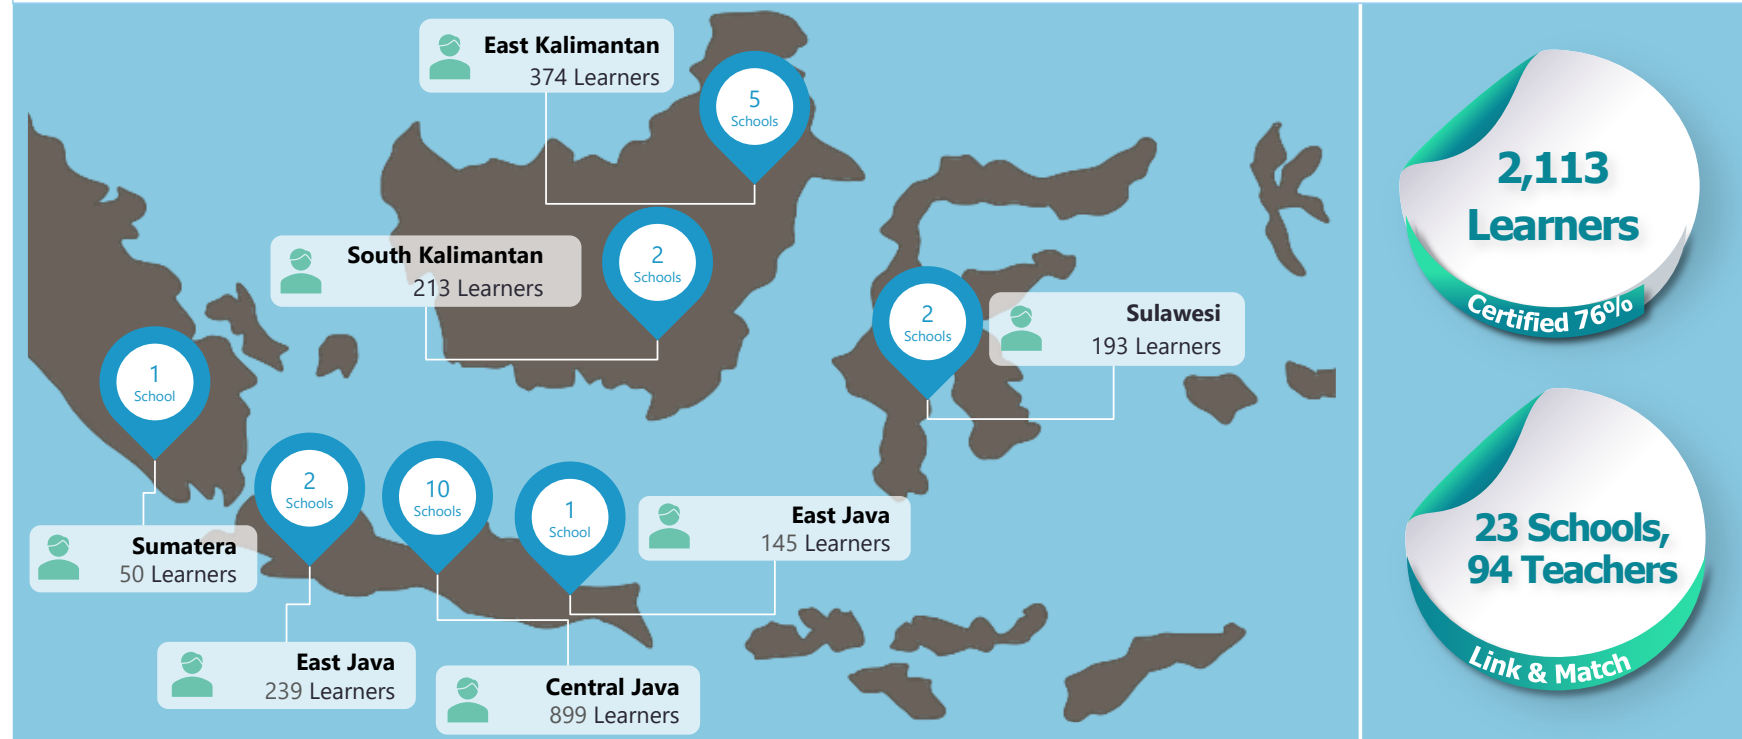 East Kalimantan
374 Learners
5
Schools
South Kalimantan
213 Learners
2
Schools
2
Schools
Sulawesi
193 Learners
1
School
Sumatera
50 Learners
2
Schools
East Java
239 Learners
10
Schools
Central Java
899 Learners
1
School
East Java
145 Learners
2,113
Learners
Certified 76%
23 Schools,
94 Teachers
Link & Match